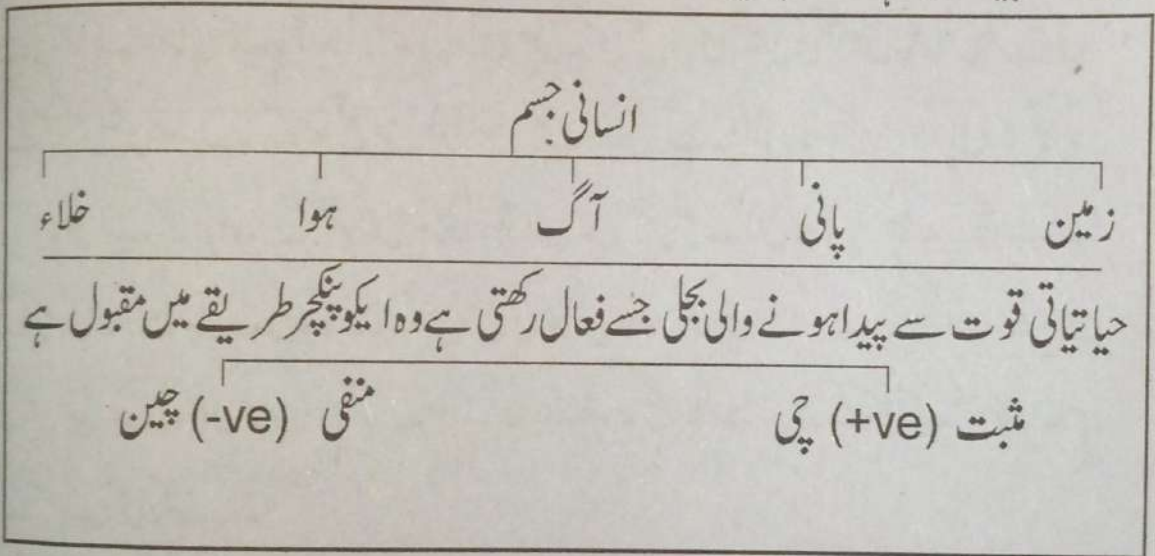 انسانی جسم
زمین پانی آگ ہوا خلاء
حیاتیاتی قوت سے پیدا ہونے والی بجلی جسے فعال رکھتی ہے وہ ایکوپنکچر طریقے میں مقبول ہے
مثبت (+ve) چی منفی (-ve) چین